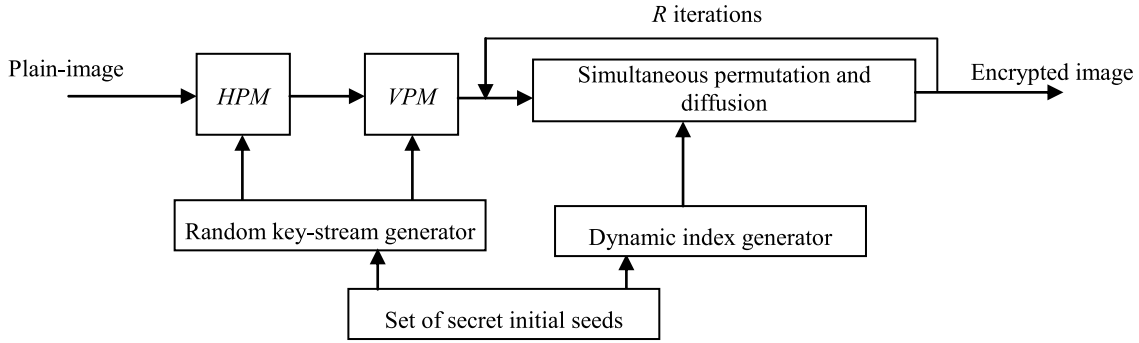 R iterations
Plain-image
HPM
VPM
Simultaneous permutation and
diffusion
Encrypted image
Random key-stream generator
Dynamic index generator
Set of secret initial seeds